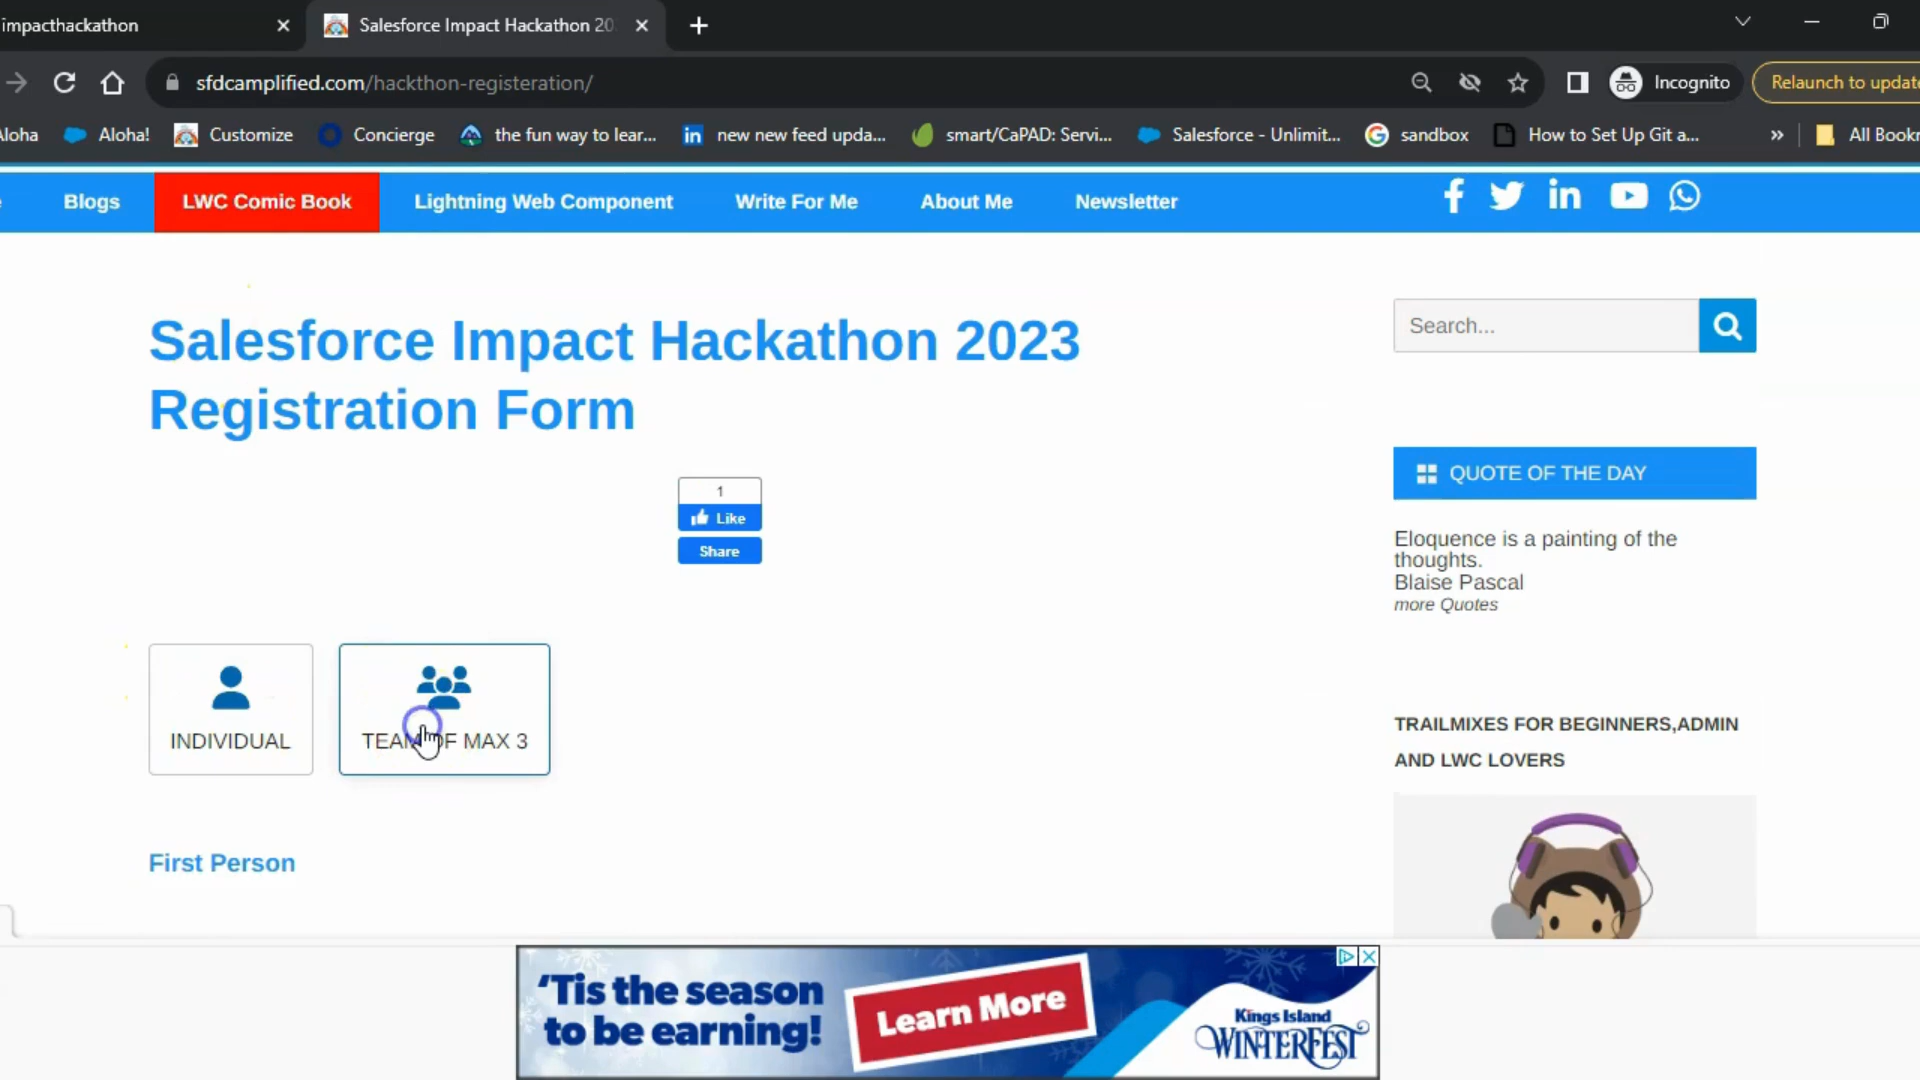 impacthackathon
Salesforce Impact Hackathon 20
sfdcamplified.com/hackthon-registeration/
Incognito
Relaunch to update
Aloha
Aloha!
Customize
Concierge
the fun way to lear...
new new feed upda...
smart/CaPAD: Servi...
Salesforce - Unlimit...
sandbox
How to Set Up Git a...
»
All Bookr
Blogs
LWC Comic Book
Lightning Web Component
Write For Me
About Me
Newsletter
Salesforce Impact Hackathon 2023
Registration Form
Search...
1
Like
Share
QUOTE OF THE DAY
Eloquence is a painting of the
thoughts.
Blaise Pascal
more Quotes
INDIVIDUAL
TEAM OF MAX 3
TRAILMIXES FOR BEGINNERS,ADMIN
AND LWC LOVERS
First Person
'Tis the season
to be earning!
Learn More
Kings Island
WINTERFEST